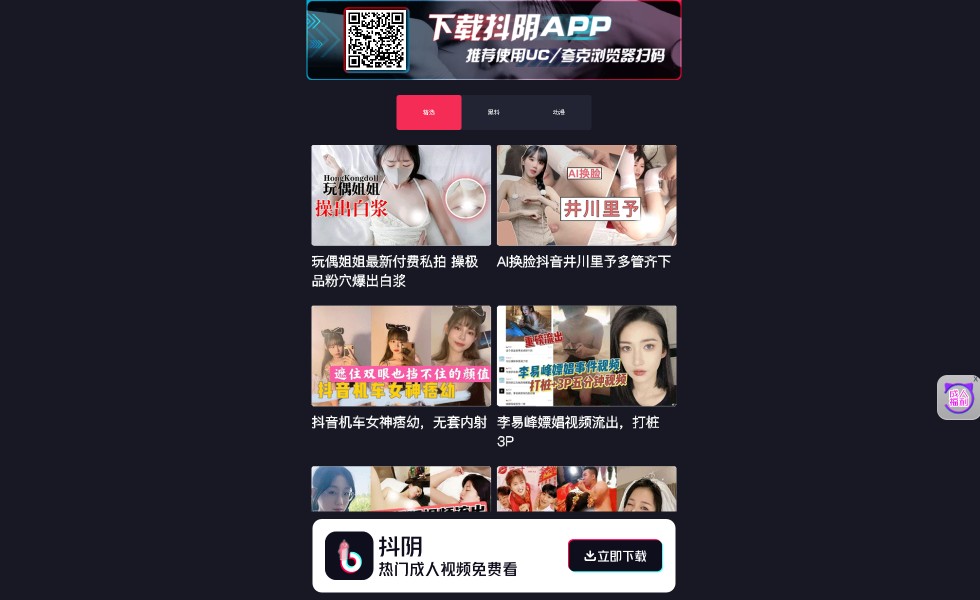 下载抖阴APP
推荐使用UC/夸克浏览器扫码
精选
黑料
HongKongdoll
玩偶姐姐
操出白浆
AI换脸
井川里予
玩偶姐姐最新付费私拍 操极
品粉穴爆出白浆
AI换脸抖音井川里予多管齐下
遮住双眼也挡不住的颜值
抖音机车女神痞幼
重磅流出
李易峰嫖娼事件视频
打桩+3P五分钟视频
抖音机车女神痞幼，无套内射
李易峰嫖娼视频流出，打桩
3P
成人
福利
抖阴
热门成人视频免费看
立即下载